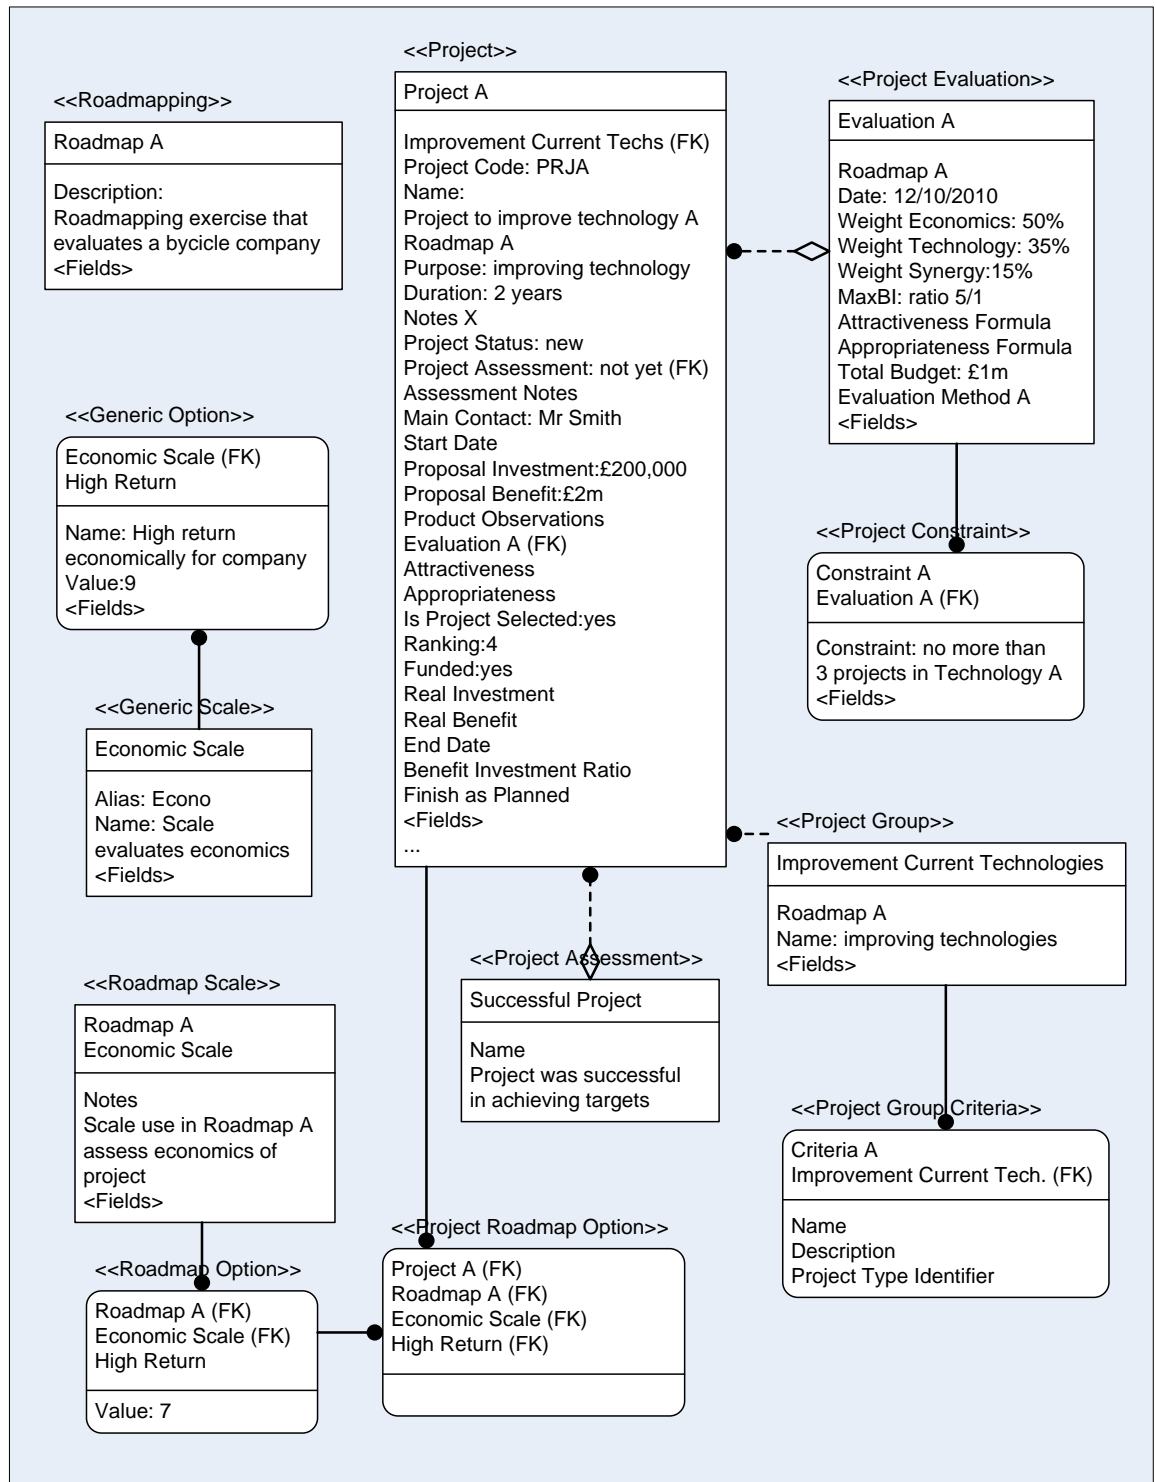 <<Project>>
Project A
Improvement Current Techs (FK)
Project Code: PRJA
Name:
Project to improve technology A
Roadmap A
Purpose: improving technology
Duration: 2 years
Notes X
Project Status: new
Project Assessment: not yet (FK)
Assessment Notes
Main Contact: Mr Smith
Start Date
Proposal Investment:£200,000
Proposal Benefit:£2m
Product Observations
Evaluation A (FK)
Attractiveness
Appropriateness
Is Project Selected:yes
Ranking:4
Funded:yes
Real Investment
Real Benefit
End Date
Benefit Investment Ratio
Finish as Planned
<Fields>
...
<<Project Evaluation>>
Evaluation A
Roadmap A
Date: 12/10/2010
Weight Economics: 50%
Weight Technology: 35%
Weight Synergy:15%
MaxBI: ratio 5/1
Attractiveness Formula
Appropriateness Formula
Total Budget: £1m
Evaluation Method A
<Fields>
<<Roadmapping>>
Roadmap A
Description:
Roadmapping exercise that
evaluates a bycicle company
<Fields>
<<Generic Option>>
Economic Scale (FK)
High Return
Name: High return
economically for company
Value:9
<Fields>
<<Project Constraint>>
Constraint A
Evaluation A (FK)
Constraint: no more than
3 projects in Technology A
<Fields>
<<Generic Scale>>
Economic Scale
Alias: Econo
Name: Scale
evaluates economics
<Fields>
<<Project Group>>
Improvement Current Technologies
Roadmap A
Name: improving technologies
<Fields>
<<Project Assessment>>
Successful Project
Name
Project was successful
in achieving targets
<<Roadmap Scale>>
Roadmap A
Economic Scale
Notes
Scale use in Roadmap A
assess economics of
project
<Fields>
<<Project Group Criteria>>
Criteria A
Improvement Current Tech. (FK)
Name
Description
Project Type Identifier
<<Roadmap Option>>
Roadmap A (FK)
Economic Scale (FK)
High Return
Value: 7
<<Project Roadmap Option>>
Project A (FK)
Roadmap A (FK)
Economic Scale (FK)
High Return (FK)